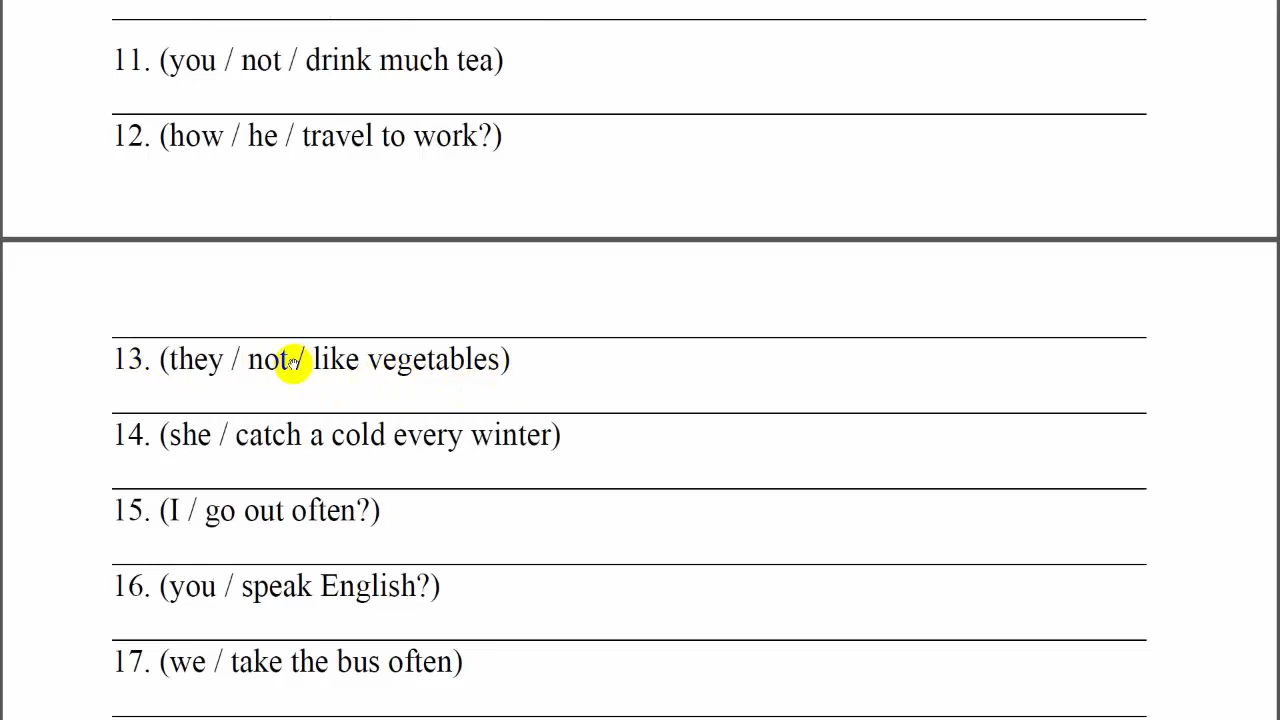 11. (you / not / drink much tea)
12. (how / he / travel to work?)
13. (they / not / like vegetables)
14. (she / catch a cold every winter)
15. (I / go out often?)
16. (you / speak English?)
17. (we / take the bus often)